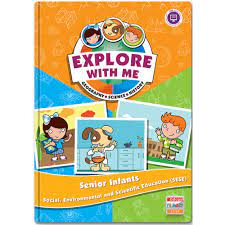 EXPLORE
WITH ME
GEOGRAPHY • SCIENCE • HISTORY
Senior Infants
Social, Environmental and Scientific Education (SESE)